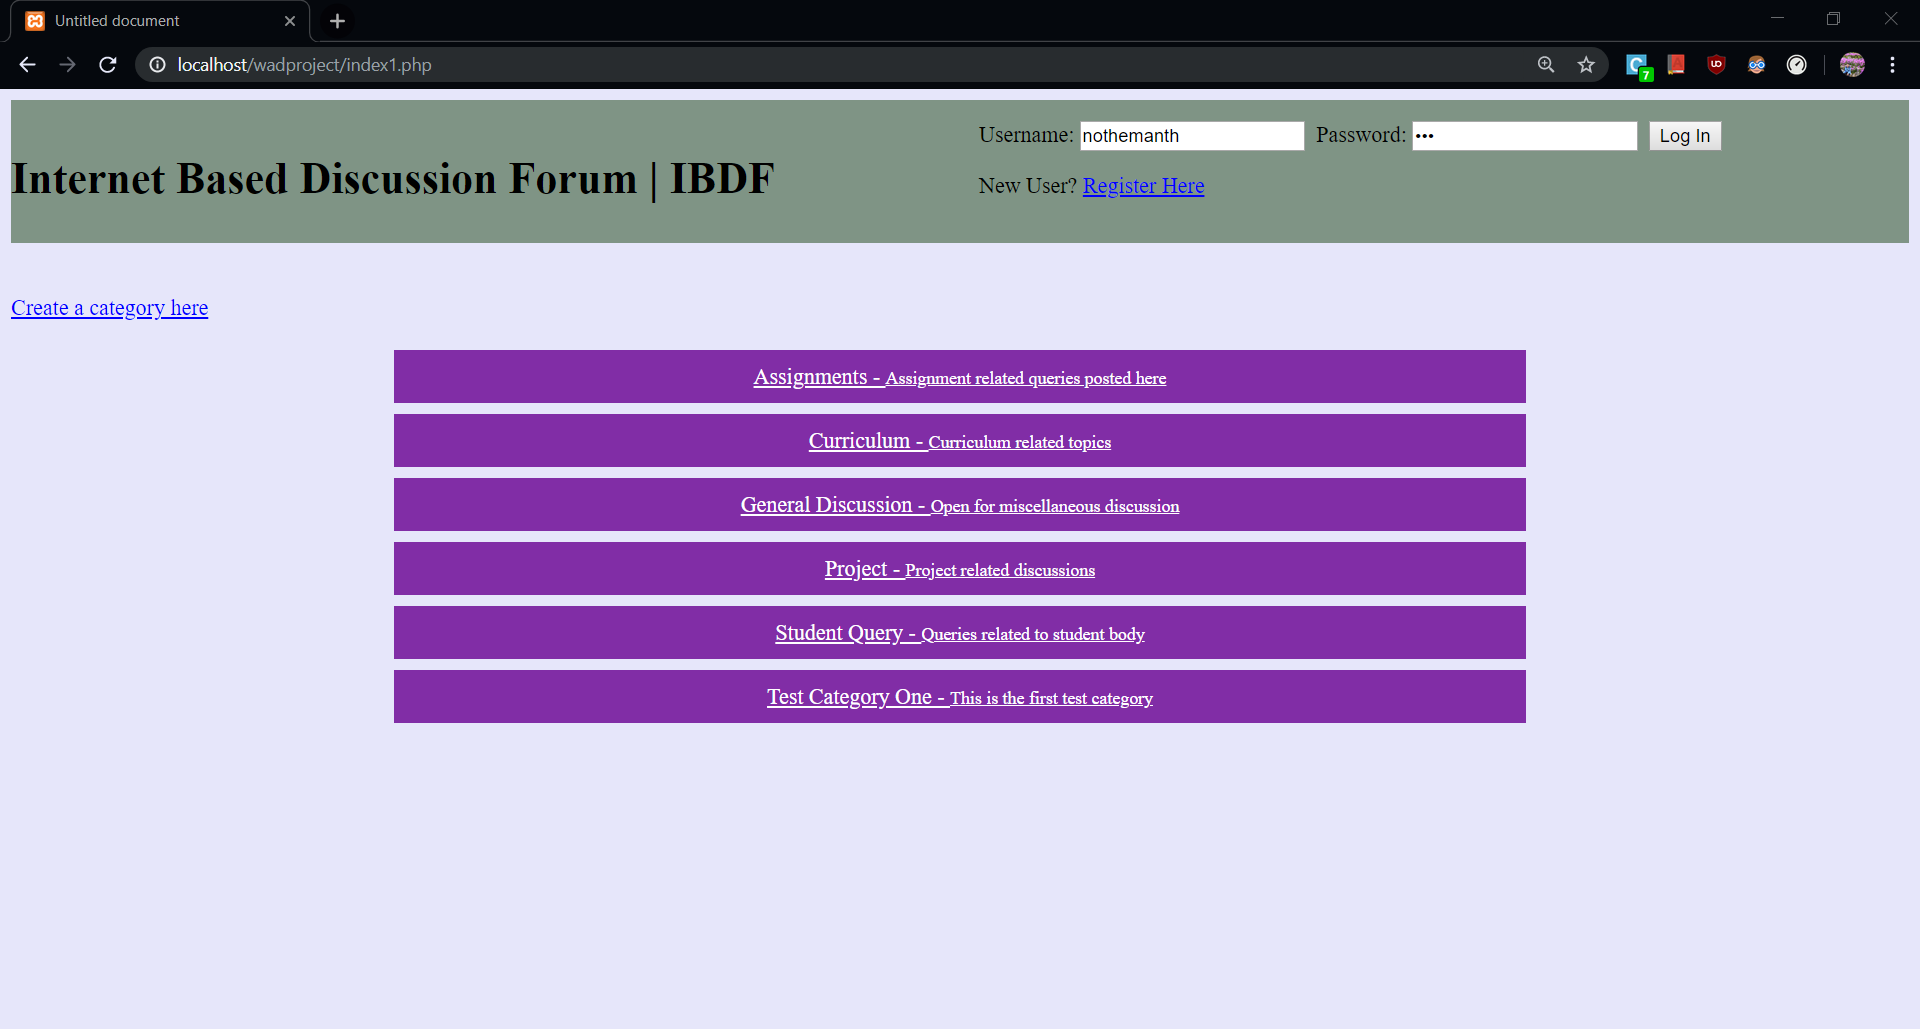 Untitled document
localhost/wadproject/index1.php
7
Username: nothemanth Password: ••• Log In
Internet Based Discussion Forum | IBDF
New User? Register Here
Create a category here
Assignments - Assignment related queries posted here
Curriculum - Curriculum related topics
General Discussion - Open for miscellaneous discussion
Project - Project related discussions
Student Query - Queries related to student body
Test Category One - This is the first test category